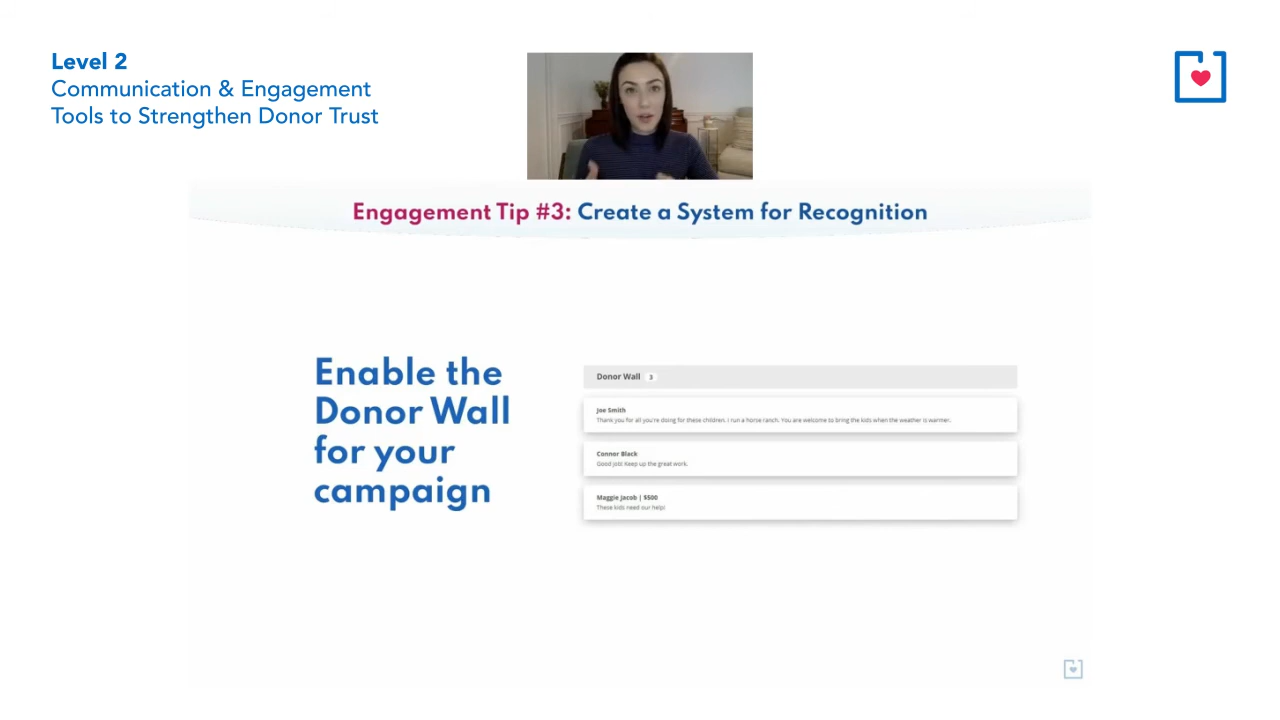 Level 2
Communication & Engagement
Tools to Strengthen Donor Trust
Engagement Tip #3: Create a System for Recognition
Enable the
Donor Wall
for your
campaign
Donor Wall 3
Joe Smith
Thank you for all you're doing for these children. I run a horse ranch. You are welcome to bring the kids when the weather is warmer.
Connor Black
Good job! Keep up the great work.
Maggie Jacob | $500
These kids need our help!